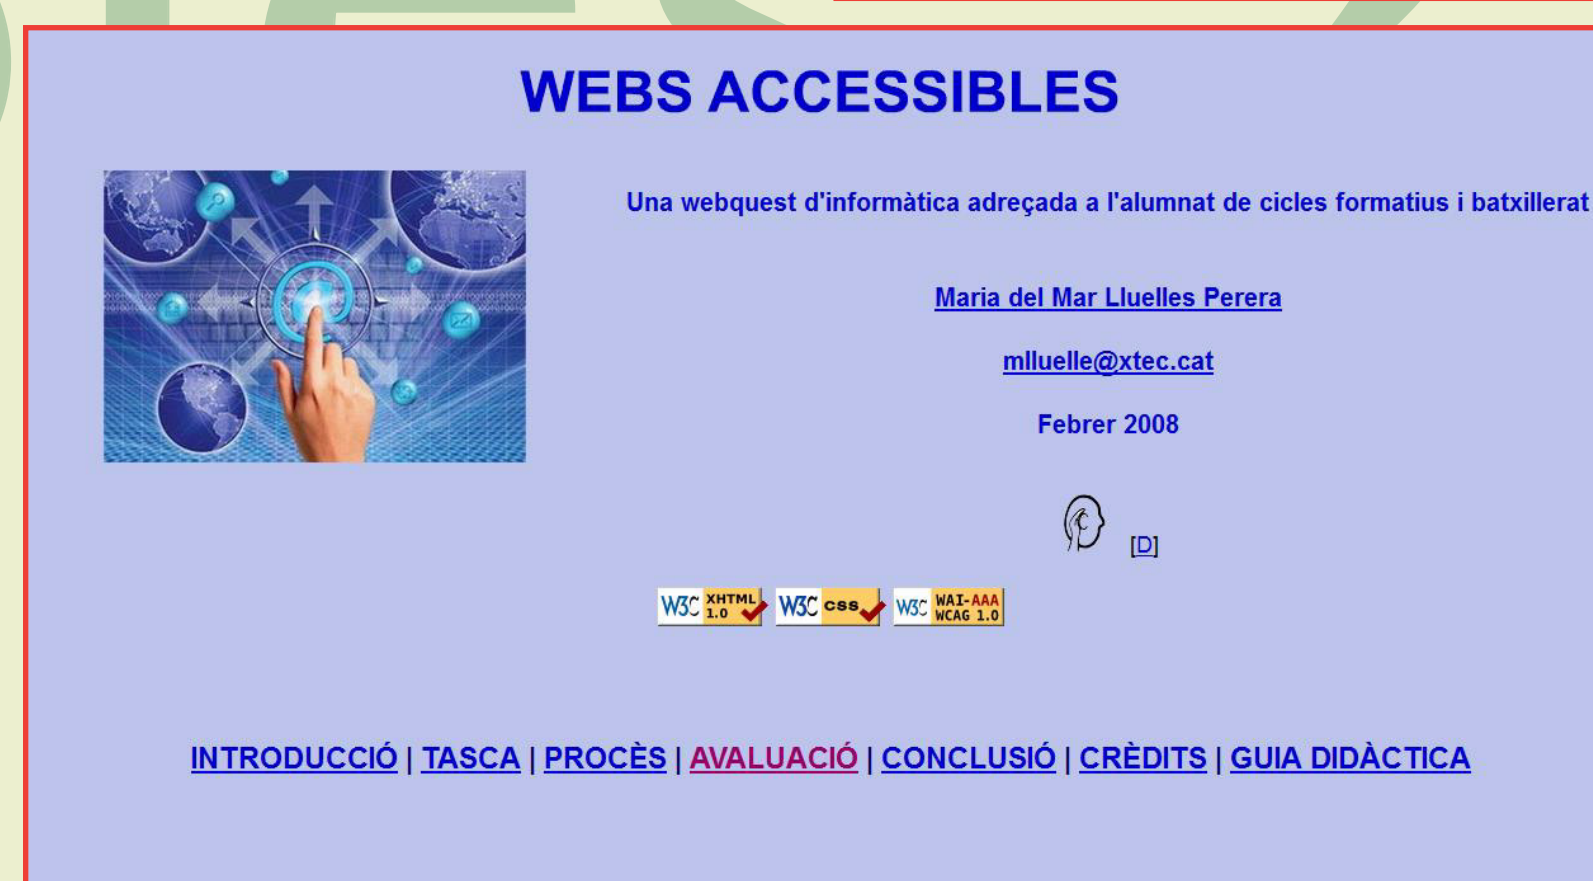 WEBS ACCESSIBLES
Una webquest d'informàtica adreçada a l'alumnat de cicles formatius i batxillerat
Maria del Mar Lluelles Perera
mlluelle@xtec.cat
Febrer 2008
[D]
W3C XHTML 1.0 W3C css W3C WAI-AAA WCAG 1.0
INTRODUCCIÓ | TASCA | PROCÈS | AVALUACIÓ | CONCLUSIÓ | CRÈDITS | GUIA DIDÀCTICA